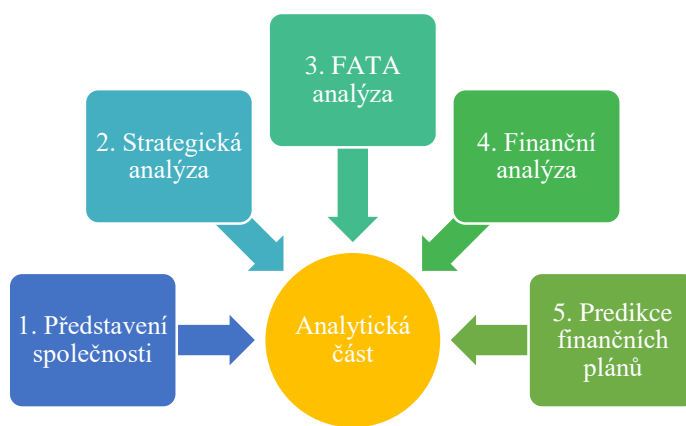 1. Představení
společnosti
2. Strategická
analýza
3. FATA
analýza
4. Finanční
analýza
5. Predikce
finančních
plánů
Analytická
část